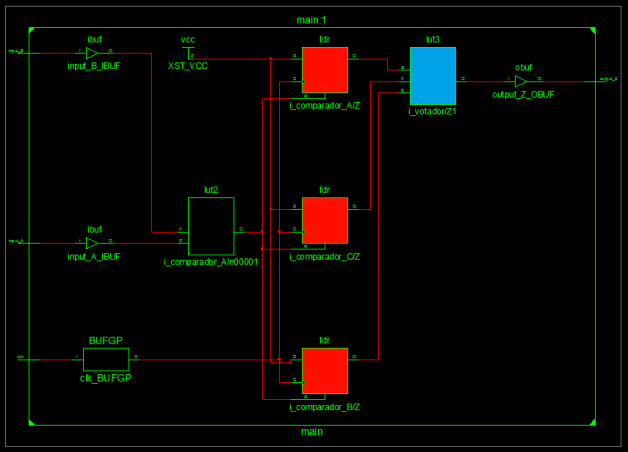 main:1
ibuf
vcc
fdr
lut3
input_B_IBUF
XST_VCC
obuf
output_Z_OBUF
i_comparador_A/Z
i_votador/Z1
lut2
fdr
ibuf
input_A_IBUF
i_comparador_A/n00001
i_comparador_C/Z
BUFGP
fdr
clk_BUFGP
i_comparador_B/Z
main